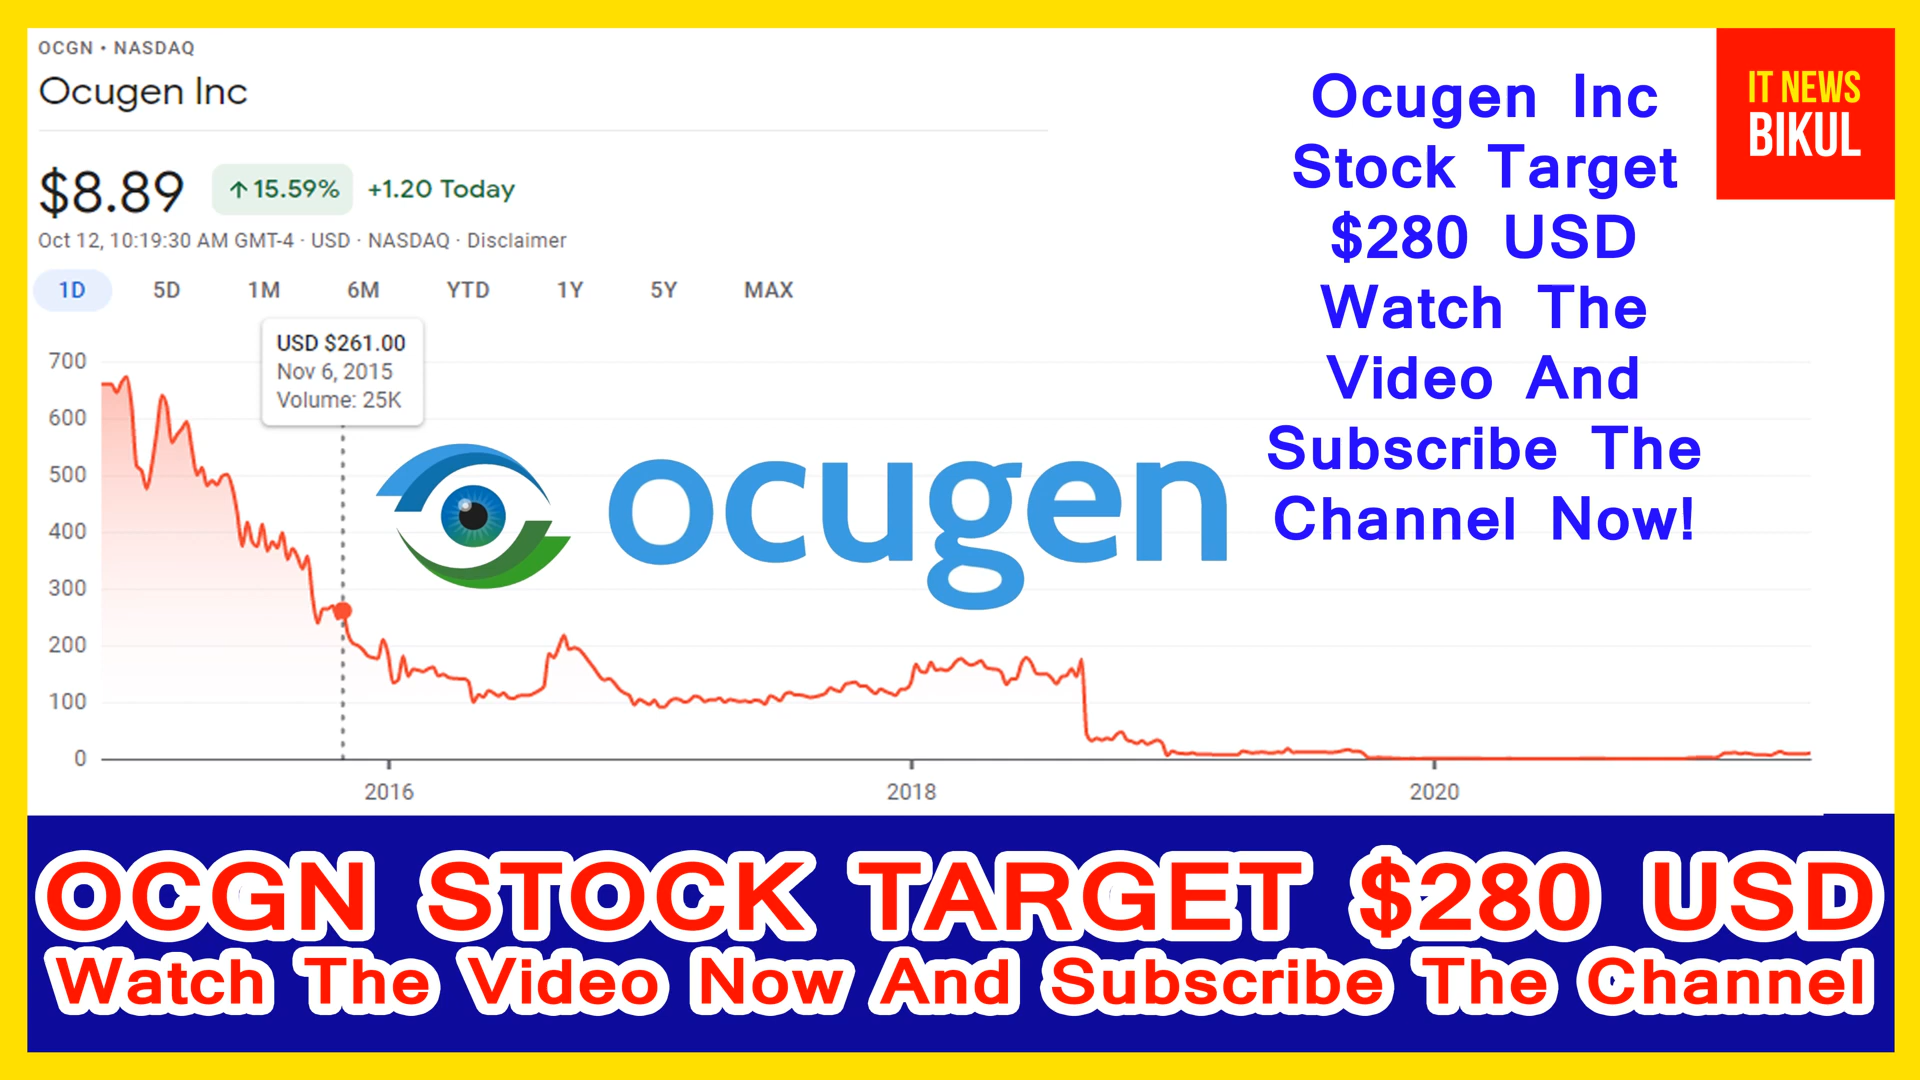 OCGN • NASDAQ
Ocugen Inc
$8.89 ↑ 15.59% +1.20 Today
Oct 12, 10:19:30 AM GMT-4 · USD · NASDAQ · Disclaimer
1D 5D 1M 6M YTD 1Y 5Y MAX
USD $261.00
Nov 6, 2015
Volume: 25K
700
600
500
400
300
200
100
0
2016 2018 2020
ocugen
Ocugen Inc
Stock Target
$280 USD
Watch The
Video And
Subscribe The
Channel Now!
IT NEWS
BIKUL
OCGN STOCK TARGET $280 USD
Watch The Video Now And Subscribe The Channel